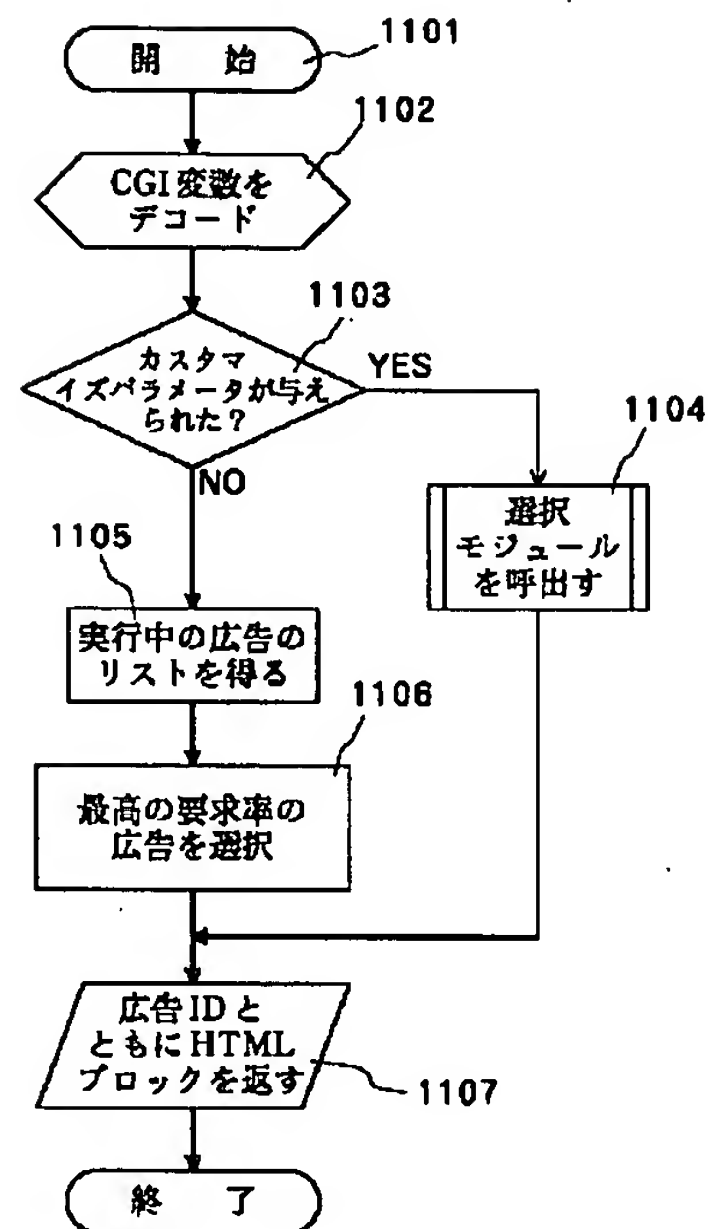 1101
開 始
1102
CGI変数を
デコード
1103
カスタマ
イズパラメータが与え
られた？
YES
NO
1104
選択
モジュール
を呼出す
1105
実行中の広告の
リストを得る
1106
最高の要求率の
広告を選択
広告IDと
ともにHTML
ブロックを返す
1107
終 了